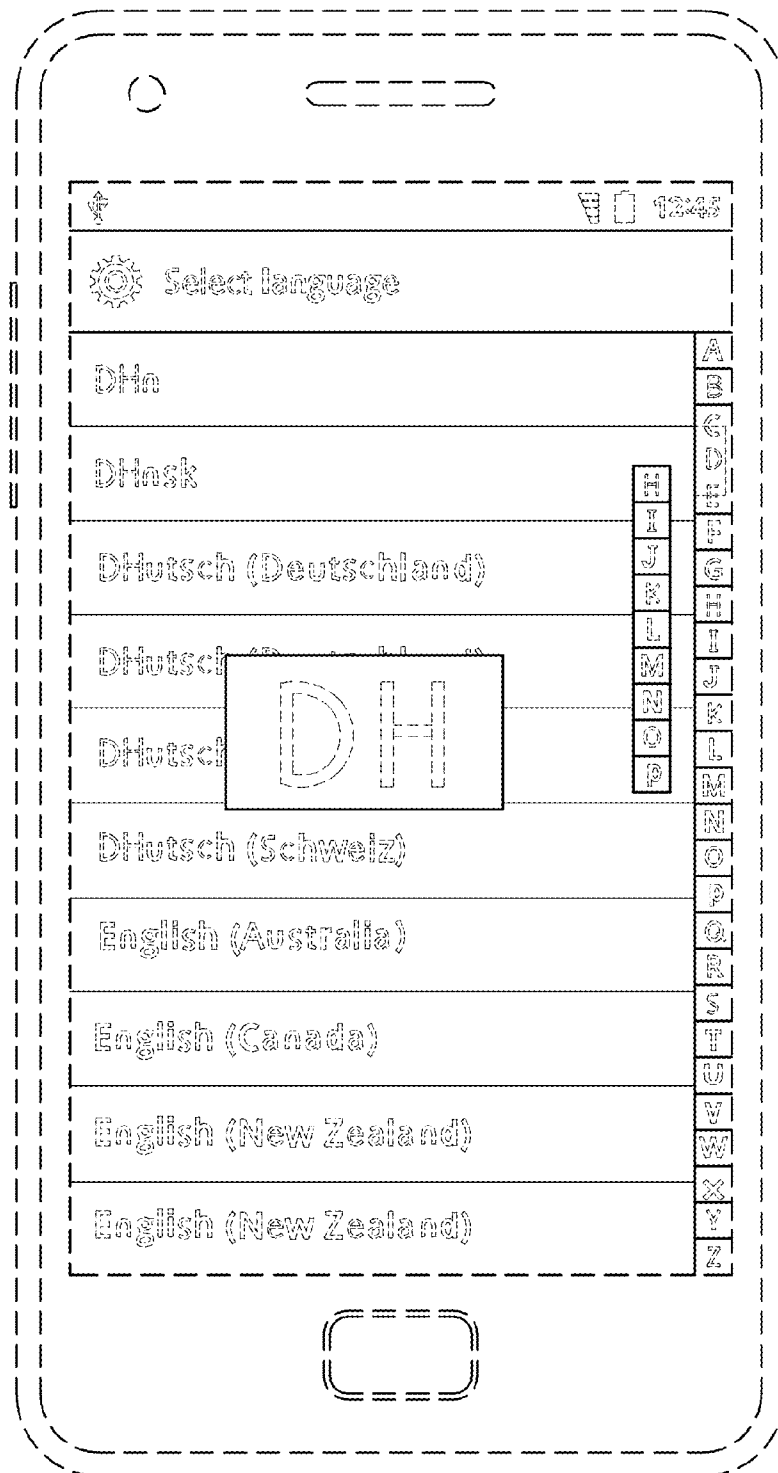 12:45
Select language
DHn
DHnsk
DHutsch (Deutschland)
DHutsch
DHutsch
DHutsch (Schweiz)
English (Australia)
English (Canada)
English (New Zealand)
English (New Zealand)
DH
H
I
J
K
L
M
N
O
P
A
B
C
D
E
F
G
H
I
J
K
L
M
N
O
P
Q
R
S
T
U
V
W
X
Y
Z